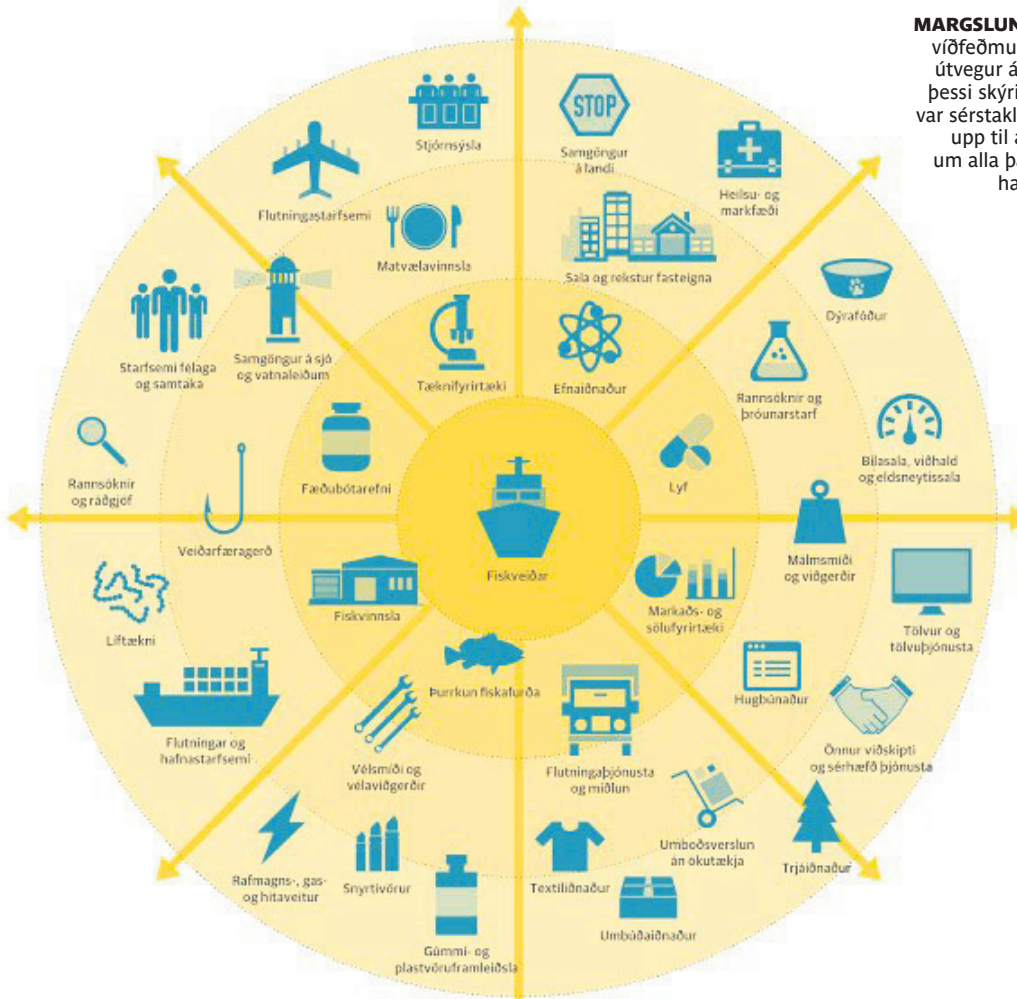 MARGSLUN
víðfeðmu
útvegur á
þessi skýri
var sérstakl
upp til a
um alla þa
ha
Stjórnsýsla
STOP
Samgöngur
á landi
Heilsu- og
markfæði
Flutningastarfsemi
Matvælavinnsla
Sala og rekstur fasteigna
Dýrafóður
Starfsemi félaga
og samtaka
Samgöngur á sjó
og vatnaleiðum
Tæknifyrirtæki
Efnaiðnaður
Rannsóknir og
þróunarstarf
Bílasala, viðhald
og eldsneytissala
Rannsóknir
og ráðgjöf
Fæðubótarefni
Lyf
Veiðarfæragerð
Fiskveiðar
Málmsmíði
og viðgerðir
Líftækni
Fiskvinnsla
Markaðs- og
sölufyrirtæki
Tölvur og
tölvuþjónusta
Þurrkun fiskafurða
Hugbúnaður
Flutningar og
hafnastarfsemi
Vélsmíði og
vélaviðgerðir
Flutningaþjónusta
og miðlun
Önnur viðskipti
og sérhæfð þjónusta
Umboðsverslun
án ökutækja
Trjáiðnaður
Rafmagns-, gas-
og hitaveitur
Snyrtivörur
Textiliðnaður
Umbúðaiðnaður
Gúmmí- og
plastvöruframleiðsla